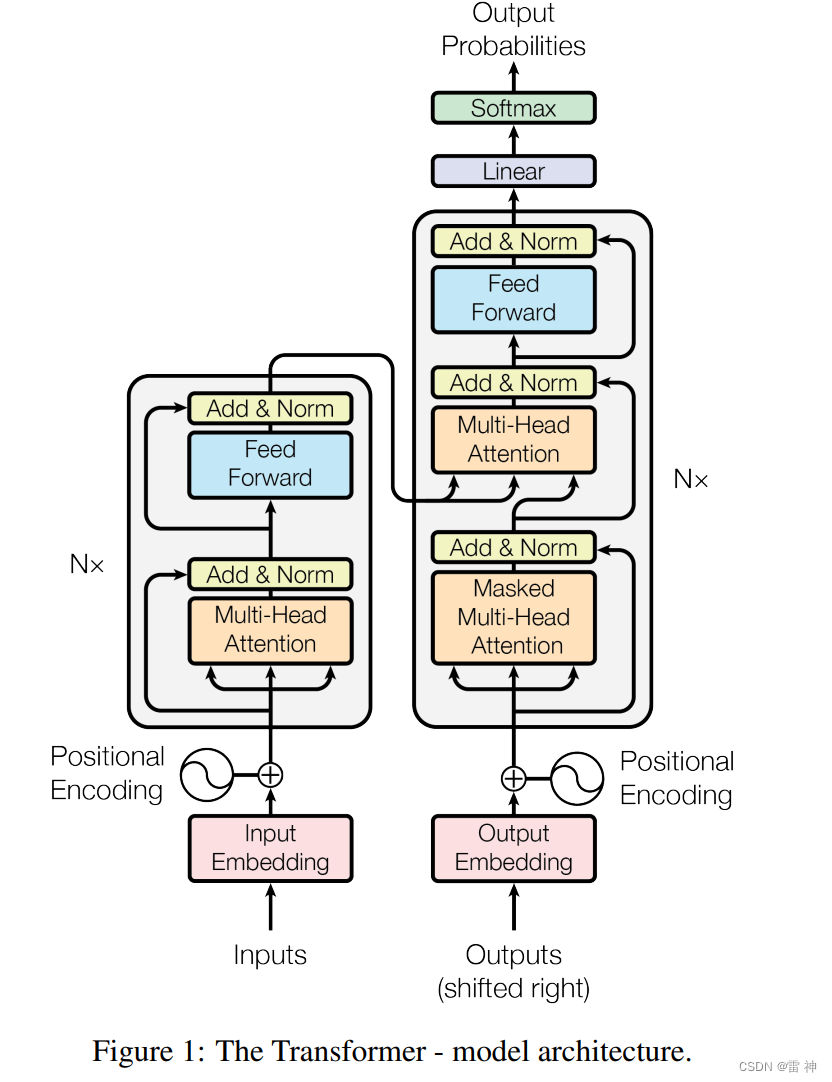 Output
Probabilities
Softmax
Linear
Add & Norm
Feed
Forward
Add & Norm
Multi-Head
Attention
Add & Norm
Masked
Multi-Head
Attention
N×
Add & Norm
Feed
Forward
Add & Norm
Multi-Head
Attention
N×
Positional
Encoding
Positional
Encoding
Input
Embedding
Output
Embedding
Inputs
Outputs
(shifted right)
Figure 1: The Transformer - model architecture.
CSDN @雷 神